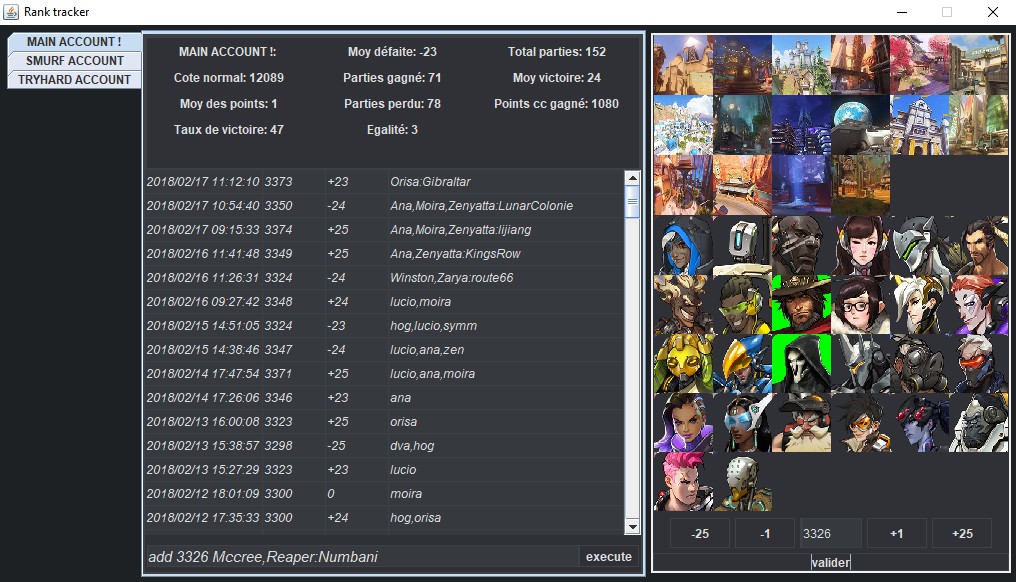 Rank tracker
MAIN ACCOUNT !
SMURF ACCOUNT
TRYHARD ACCOUNT
MAIN ACCOUNT !: Moy défaite: -23 Total parties: 152
Cote normal: 12089 Parties gagné: 71 Moy victoire: 24
Moy des points: 1 Parties perdu: 78 Points cc gagné: 1080
Taux de victoire: 47 Egalité: 3
2018/02/17 11:12:10 3373 +23 Orisa:Gibraltar
2018/02/17 10:54:40 3350 -24 Ana,Moira,Zenyatta:LunarColonie
2018/02/17 09:15:33 3374 +25 Ana,Moira,Zenyatta:lijiang
2018/02/16 11:41:48 3349 +25 Ana,Zenyatta:KingsRow
2018/02/16 11:26:31 3324 -24 Winston,Zarya:route66
2018/02/16 09:27:42 3348 +24 lucio,moira
2018/02/15 14:51:05 3324 -23 hog,lucio,symm
2018/02/15 14:38:46 3347 -24 lucio,ana,zen
2018/02/14 17:47:54 3371 +25 lucio,ana,moira
2018/02/14 17:26:06 3346 +23 ana
2018/02/13 16:00:08 3323 +25 orisa
2018/02/13 15:38:57 3298 -25 dva,hog
2018/02/13 15:27:29 3323 +23 lucio
2018/02/12 18:01:09 3300 0 moira
2018/02/12 17:35:33 3300 +24 hog,orisa
add 3326 Mccree,Reaper:Numbani execute
-25 -1 3326 +1 +25
valider